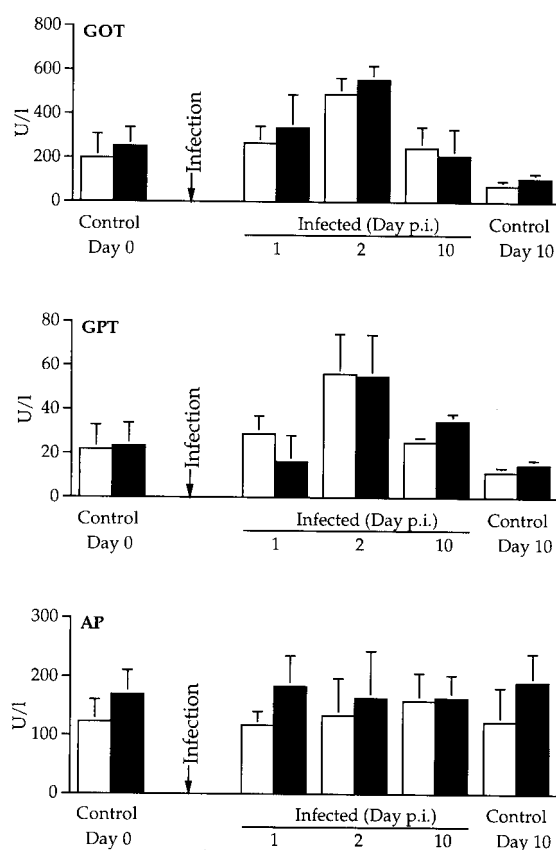 GOT
800
600
400
200
0
U/l
Infection
Control
Day 0
Infected (Day p.i.)
1 2 10
Control
Day 10
GPT
80
60
40
20
0
U/l
Infection
Control
Day 0
Infected (Day p.i.)
1 2 10
Control
Day 10
AP
300
200
100
0
U/l
Infection
Control
Day 0
Infected (Day p.i.)
1 2 10
Control
Day 10